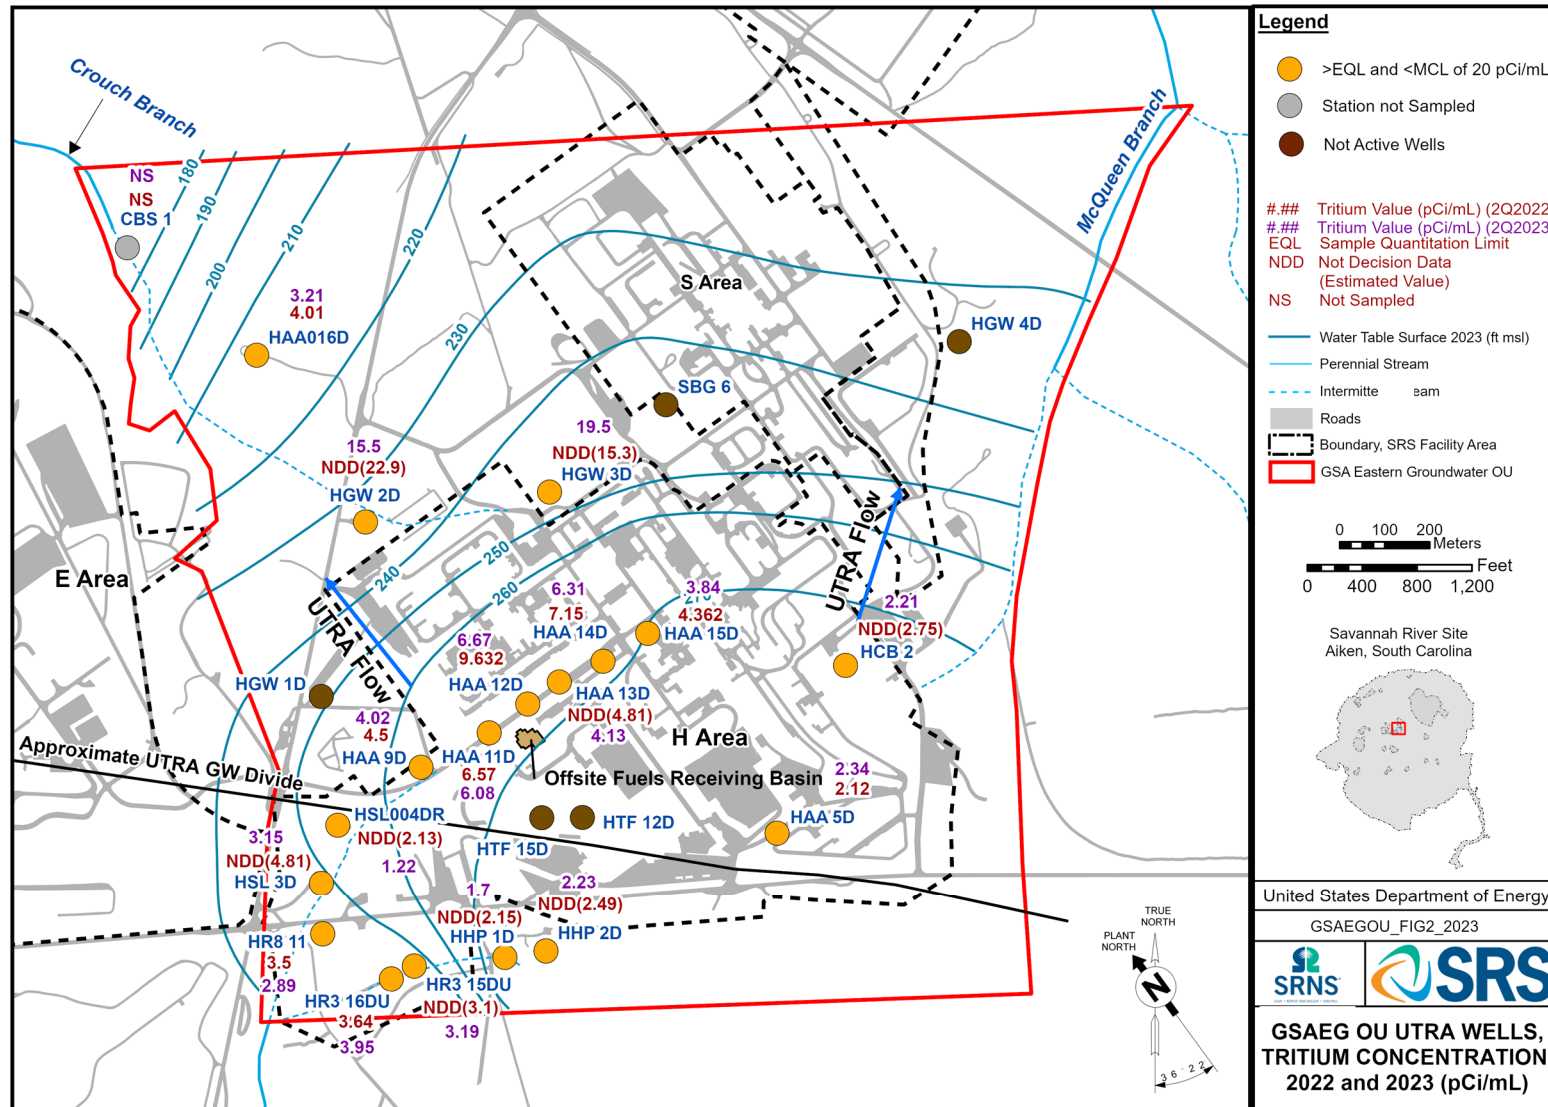 Crouch Branch
NS
NS
CBS 1
180
190
200
210
220
230
240
250
260
3.21
4.01
HAA016D
S Area
McQueen Branch
HGW 4D
SBG 6
15.5
NDD(22.9)
HGW 2D
19.5
NDD(15.3)
HGW 3D
E Area
UTRA Flow
UTRA Flow
6.31
7.15
HAA 14D
3.84
4.362
HAA 15D
2.21
NDD(2.75)
HCB 2
6.67
9.632
HAA 12D
HGW 1D
HAA 13D
NDD(4.81)
4.13
4.02
4.5
HAA 9D
HAA 11D
6.57
6.08
H Area
Offsite Fuels Receiving Basin
Approximate UTRA GW Divide
2.34
2.12
HAA 5D
HSL004DR
NDD(2.13)
1.22
HTF 12D
HTF 15D
3.15
NDD(4.81)
HSL 3D
1.7
NDD(2.15)
HHP 1D
2.23
NDD(2.49)
HHP 2D
HR8 11
3.5
2.89
HR3 16DU
3.64
3.95
HR3 15DU
NDD(3.1)
3.19
TRUE
NORTH
PLANT
NORTH
N
36°22'
Legend
>EQL and <MCL of 20 pCi/mL
Station not Sampled
Not Active Wells
#.## Tritium Value (pCi/mL) (2Q2022
#.## Tritium Value (pCi/mL) (2Q2023
EQL Sample Quantitation Limit
NDD Not Decision Data
(Estimated Value)
NS Not Sampled
Water Table Surface 2023 (ft msl)
Perennial Stream
Intermitte eam
Roads
Boundary, SRS Facility Area
GSA Eastern Groundwater OU
0 100 200
Meters
Feet
0 400 800 1,200
Savannah River Site
Aiken, South Carolina
United States Department of Energy
GSAEGOU_FIG2_2023
SRNS
SRS
GSAEG OU UTRA WELLS,
TRITIUM CONCENTRATION
2022 and 2023 (pCi/mL)